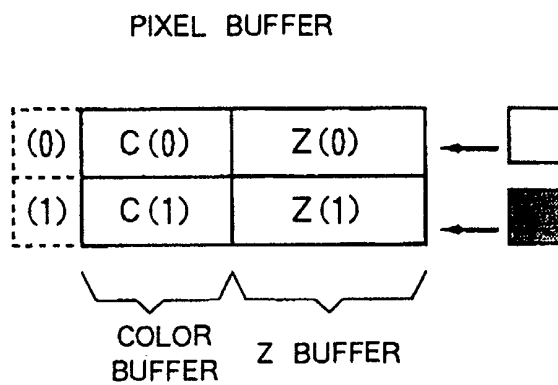 PIXEL BUFFER
(0) C(0) Z(0)
(1) C(1) Z(1)
COLOR BUFFER
Z BUFFER